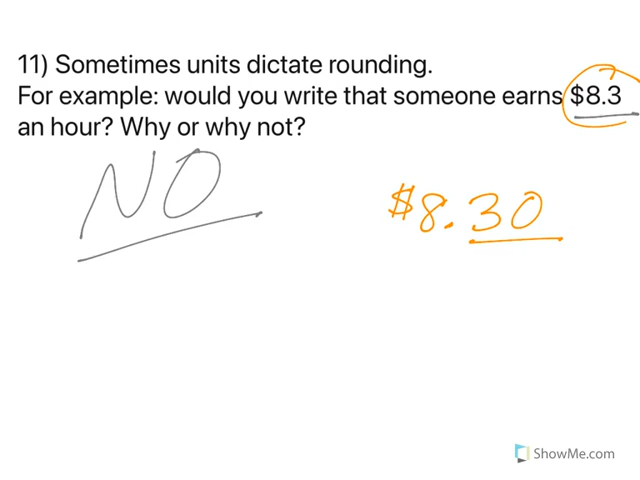 11) Sometimes units dictate rounding.
For example: would you write that someone earns $8.3
an hour? Why or why not?
NO
$8.30
ShowMe.com